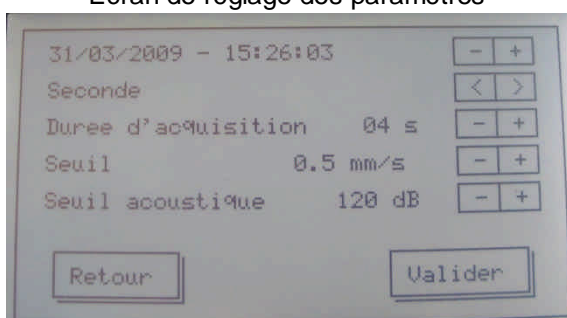 Ecran de réglage des paramètres
31/03/2009 - 15:26:03 - +
Seconde < >
Duree d'acquisition 04 s - +
Seuil 0.5 mm/s - +
Seuil acoustique 120 dB - +
Retour Valider